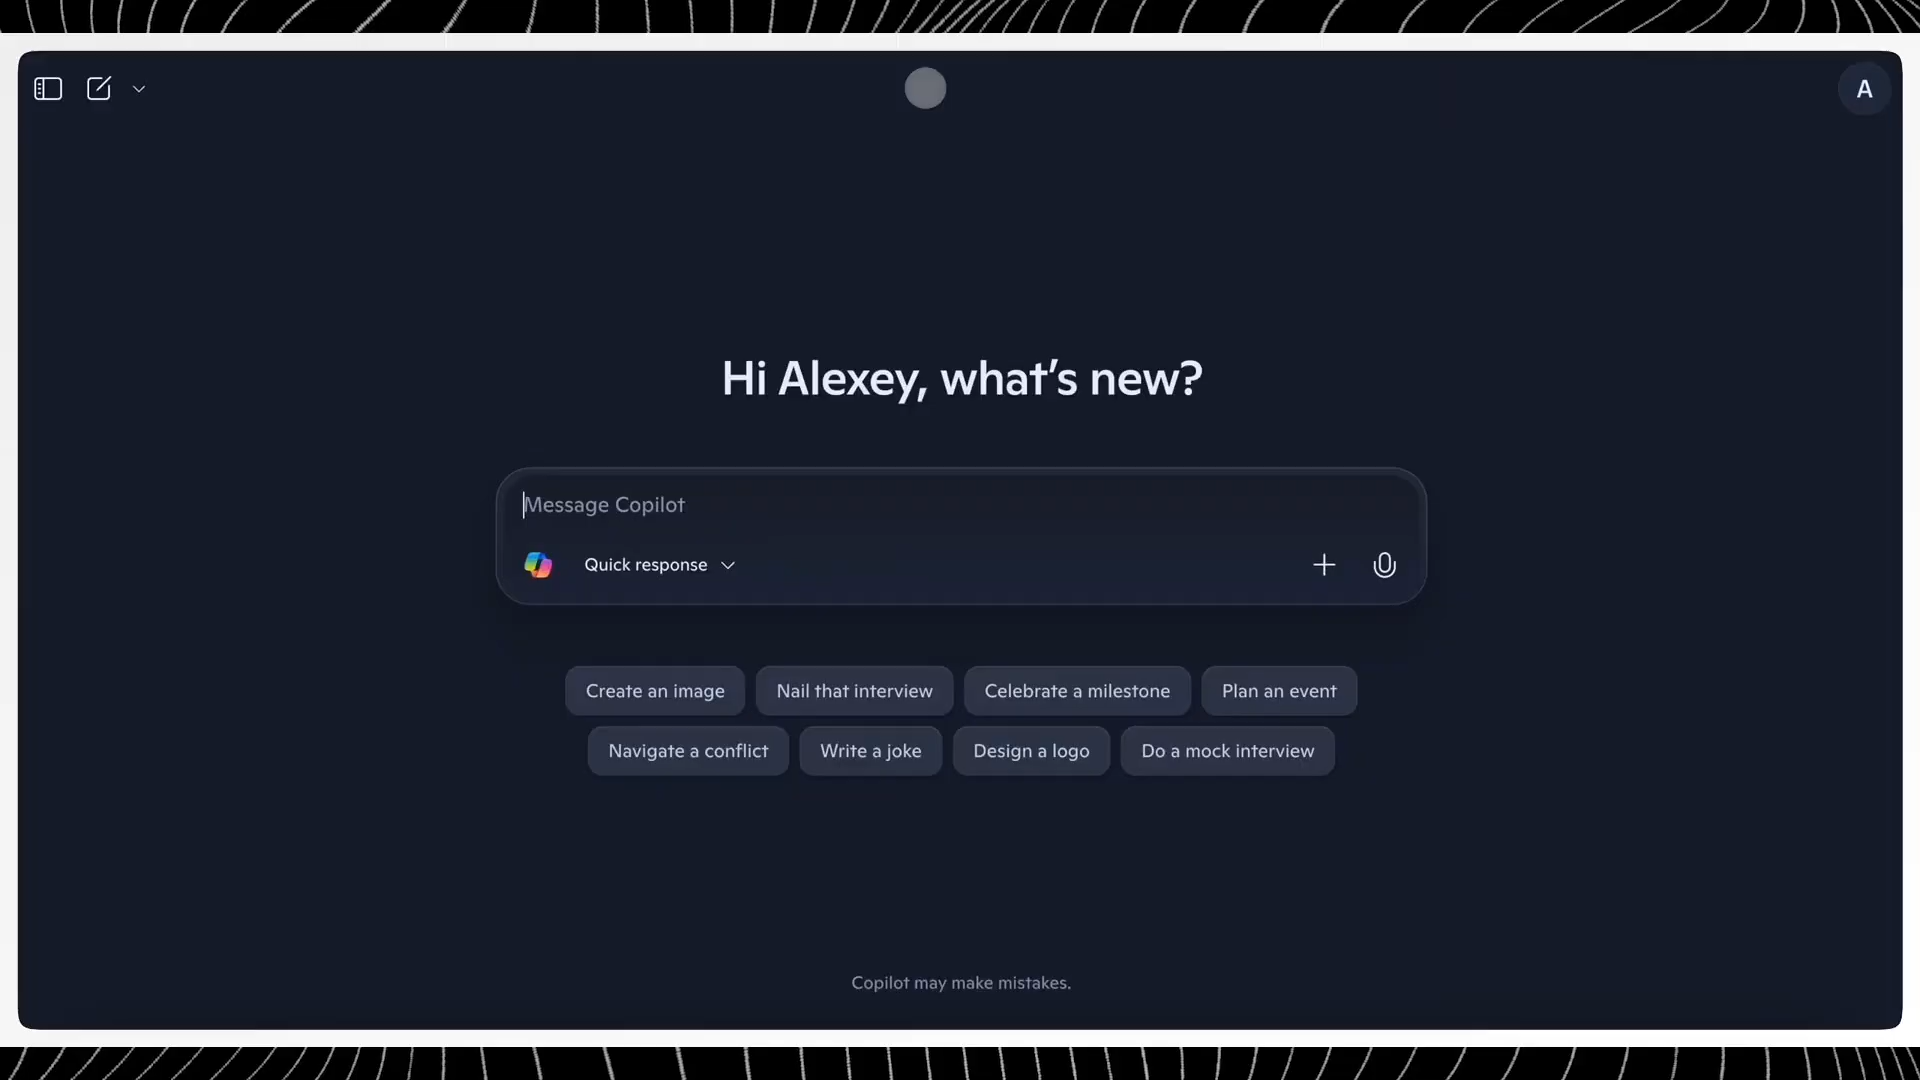 A
Hi Alexey, what's new?
Message Copilot
Quick response
Create an image
Nail that interview
Celebrate a milestone
Plan an event
Navigate a conflict
Write a joke
Design a logo
Do a mock interview
Copilot may make mistakes.